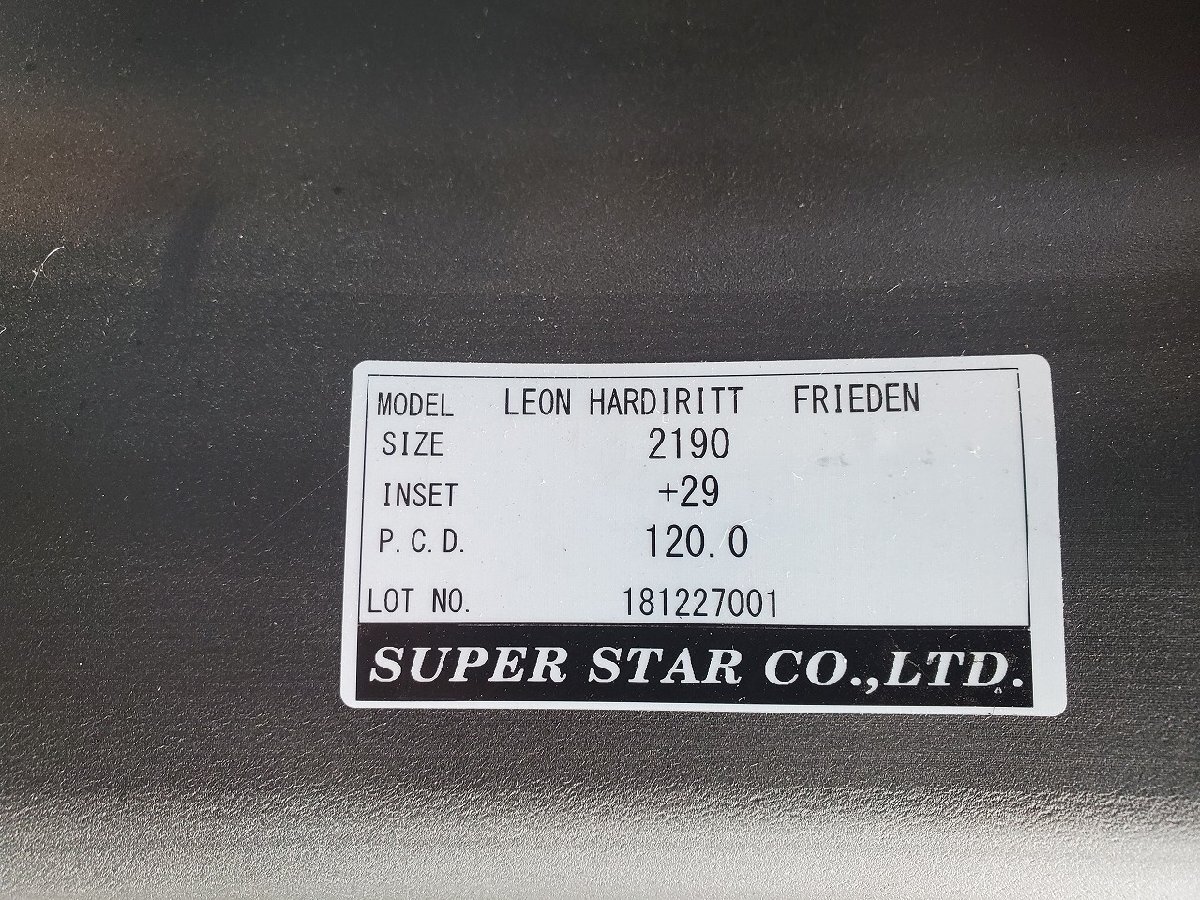 MODEL LEON HARDIRITT FRIEDEN
SIZE 2190
INSET +29
P.C.D. 120.0
LOT NO. 181227001
SUPER STAR CO.,LTD.